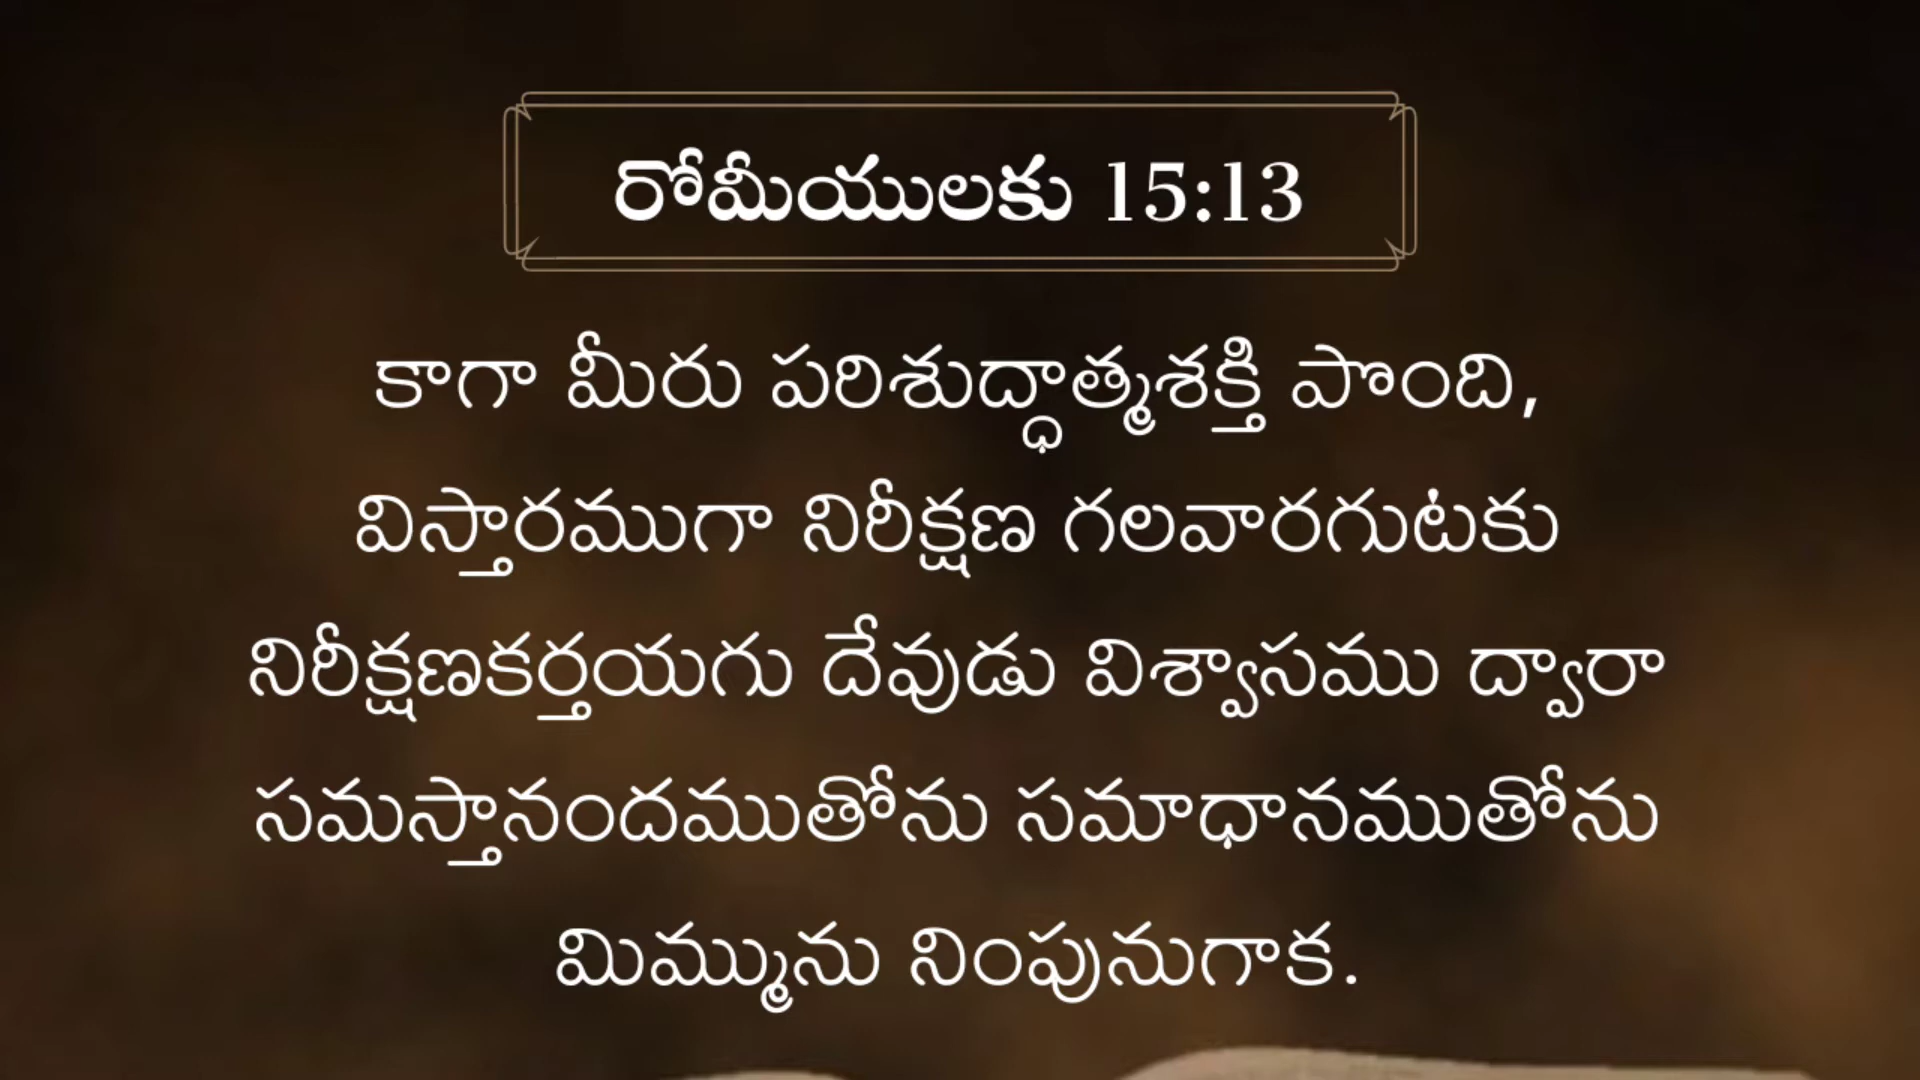 రోమీయులకు 15:13
కాగా మీరు పరిశుద్ధాత్మశక్తి పొంది,
విస్తారముగా నిరీక్షణ గలవారగుటకు
నిరీక్షణకర్తయగు దేవుడు విశ్వాసము ద్వారా
సమస్తానందముతోను సమాధానముతోను
మిమ్మును నింపునుగాక.